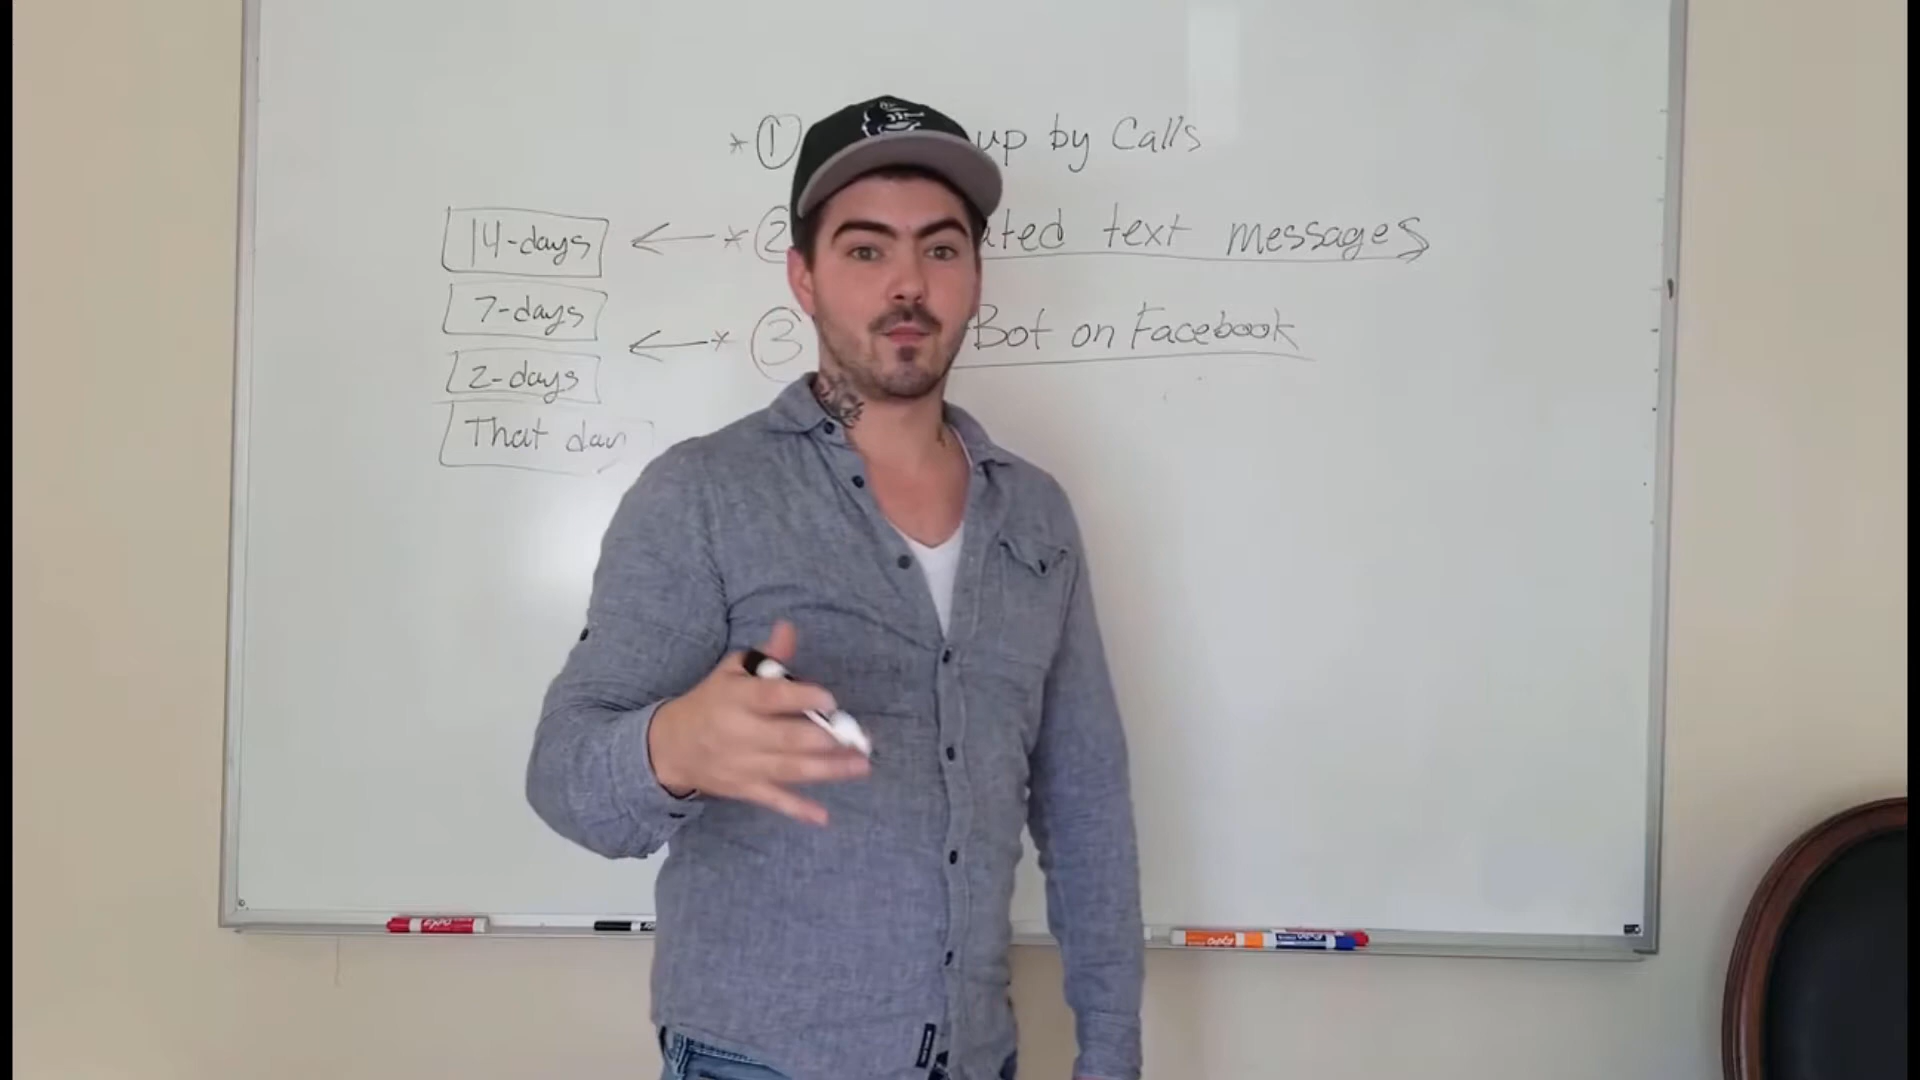 * 1 up by Calls
14-days ← * 2 ated text messages
7-days
← * 3 Bot on Facebook
2-days
That day
EXPO